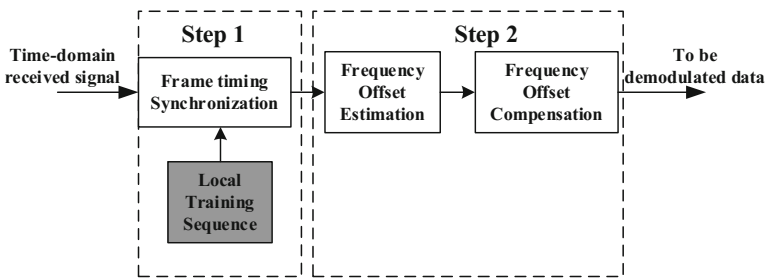 Step 1
Step 2
Time-domain
received signal
Frame timing
Synchronization
Frequency
Offset
Estimation
Frequency
Offset
Compensation
To be
demodulated data
Local
Training
Sequence